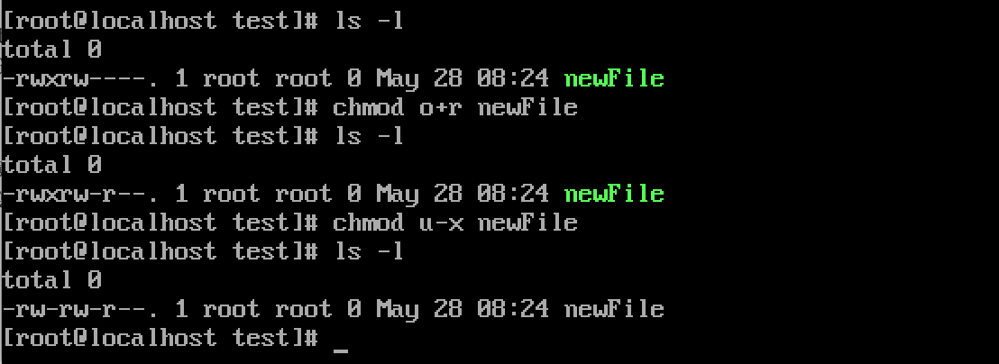 [root@localhost test]# ls -l
total 0
-rwxrw----. 1 root root 0 May 28 08:24 newFile
[root@localhost test]# chmod o+r newFile
[root@localhost test]# ls -l
total 0
-rwxrw-r--. 1 root root 0 May 28 08:24 newFile
[root@localhost test]# chmod u-x newFile
[root@localhost test]# ls -l
total 0
-rw-rw-r--. 1 root root 0 May 28 08:24 newFile
[root@localhost test]# _